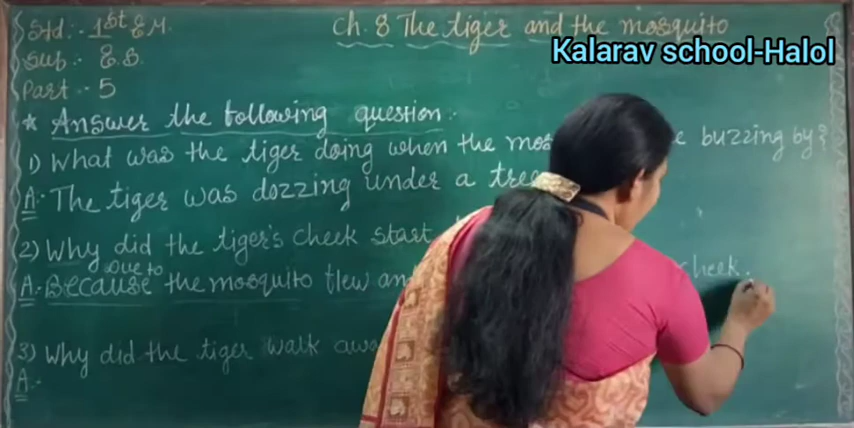 Std :- 1st E.M.
Ch. 8 The tiger and the mosquito
Kalarav school-Halol
Sub :- E.S.
Part :- 5
* Answer the following question :-
1) What was the tiger doing when the mos e buzzing by?
A:- The tiger was dozzing under a tree
2) Why did the tiger's cheek start
Due to
A:- Because the mosquito flew an cheek.
3) Why did the tiger walk awa
A:-